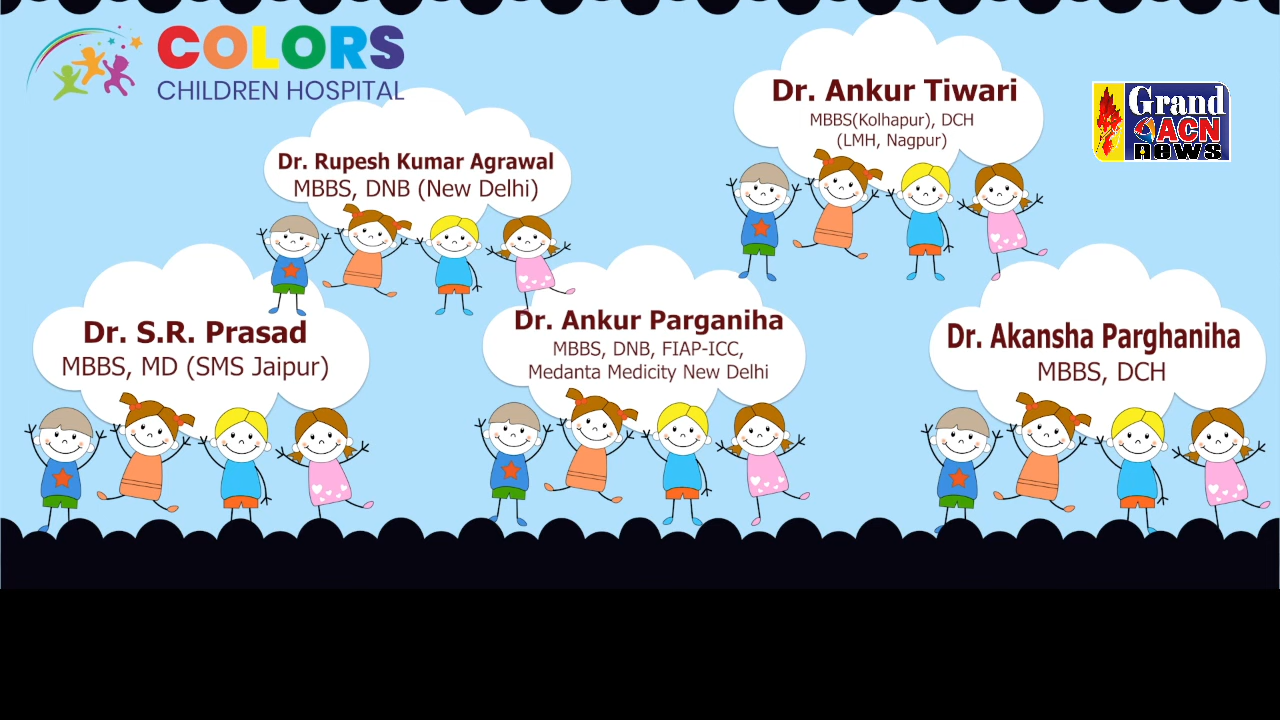 COLORS
CHILDREN HOSPITAL
Dr. Ankur Tiwari
MBBS(Kolhapur), DCH
(LMH, Nagpur)
Grand
ACN
news
Dr. Rupesh Kumar Agrawal
MBBS, DNB (New Delhi)
Dr. S.R. Prasad
MBBS, MD (SMS Jaipur)
Dr. Ankur Parganiha
MBBS, DNB, FIAP-ICC,
Medanta Medicity New Delhi
Dr. Akansha Parghaniha
MBBS, DCH